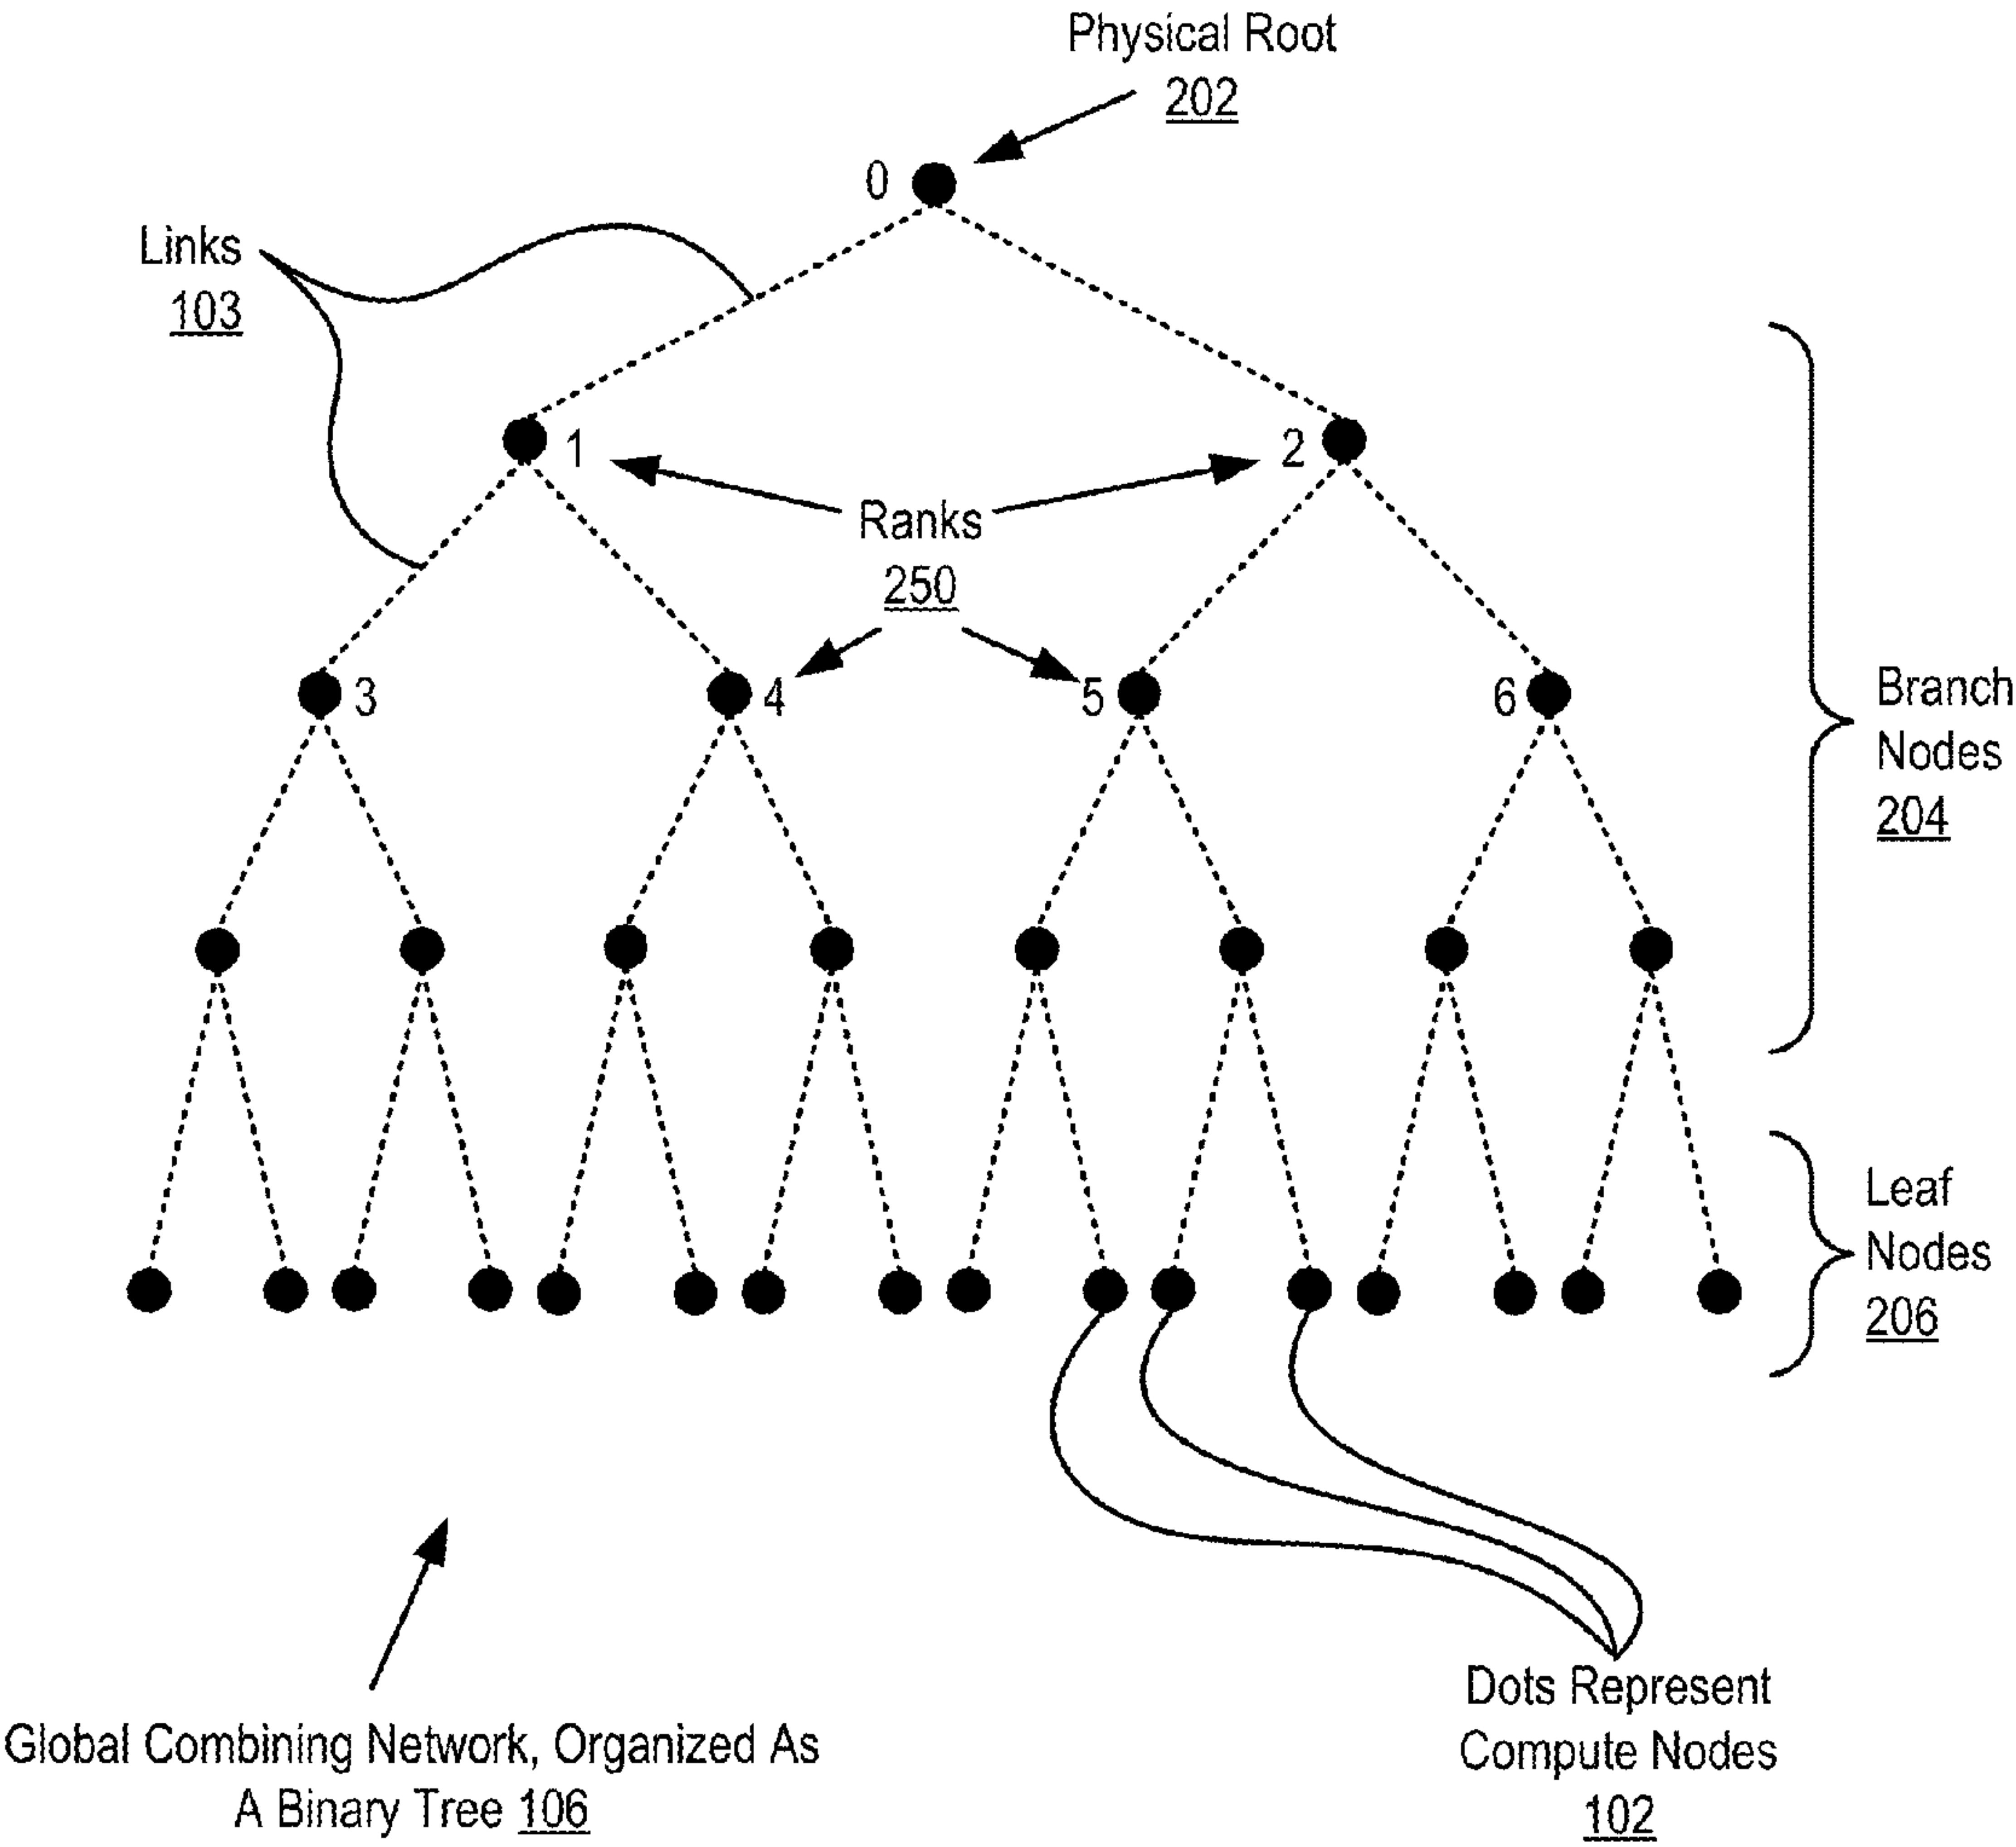 Physical Root
202
0
Links
103
1
2
Ranks
250
3
4
5
6
Branch
Nodes
204
Leaf
Nodes
206
Dots Represent
Compute Nodes
102
Global Combining Network, Organized As
A Binary Tree 106